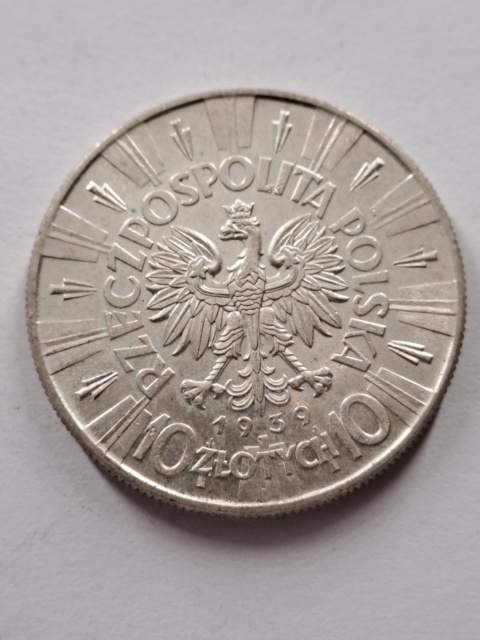 RZECZPOSPOLITA POLSKA
1939
10 ZŁOTYCH 10